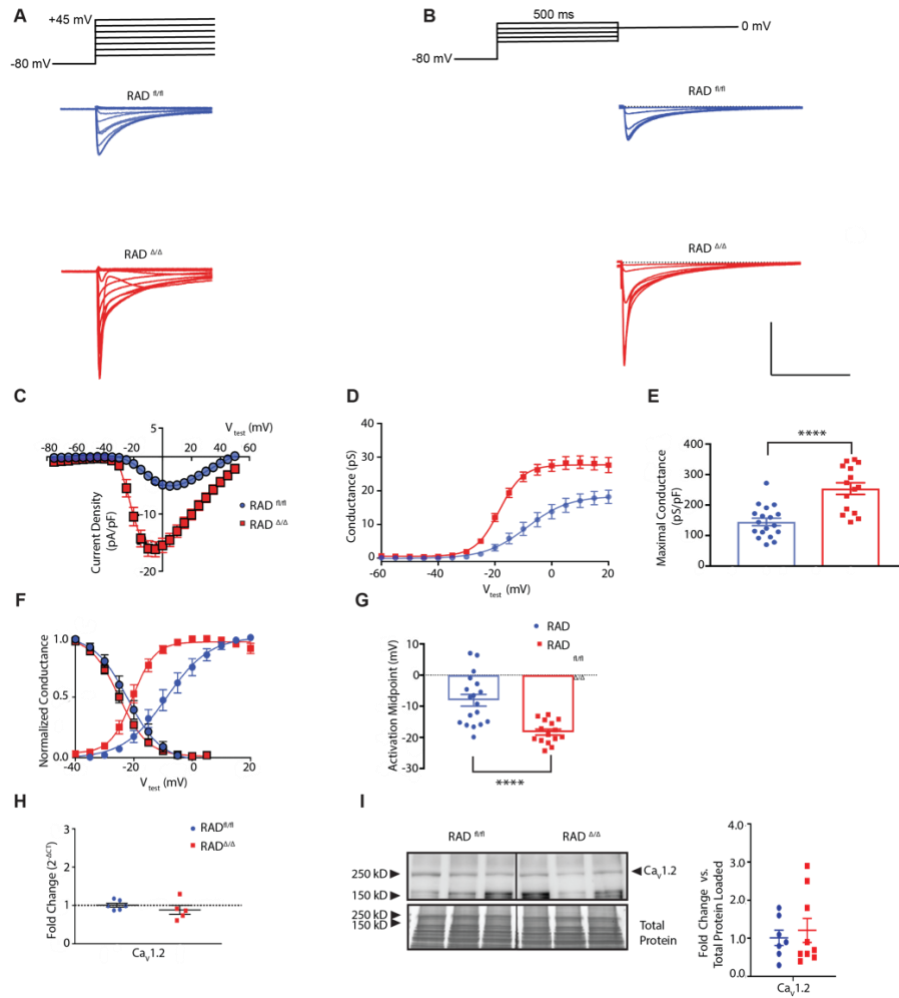 A
+45 mV
-80 mV
RAD fl/fl
RAD Δ/Δ
B
500 ms
0 mV
-80 mV
RAD fl/fl
RAD Δ/Δ
C
5
Vtest (mV)
-80 -60 -40 -20 20 40 60
Current Density
(pA/pF)
-10
-20
RAD fl/fl
RAD Δ/Δ
D
Conductance (pS)
40
30
20
10
0
-60 -40 -20 0 20
Vtest (mV)
E
****
Maximal Conductance
(pS/pF)
400
300
200
100
0
F
Normalized Conductance
1.0
0.5
0.0
-40 -20 0 20
Vtest (mV)
G
RAD
RAD
fl/fl
Δ/Δ
Activation Midpoint (mV)
10
0
-10
-20
-30
****
H
Fold Change (2-ΔCT)
3
2
1
0
RADfl/fl
RADΔ/Δ
CaV1.2
I
RAD fl/fl
RAD Δ/Δ
250 kD
150 kD
CaV1.2
250 kD
150 kD
Total
Protein
Fold Change vs.
Total Protein Loaded
4.0
3.0
2.0
1.0
0.0
CaV1.2